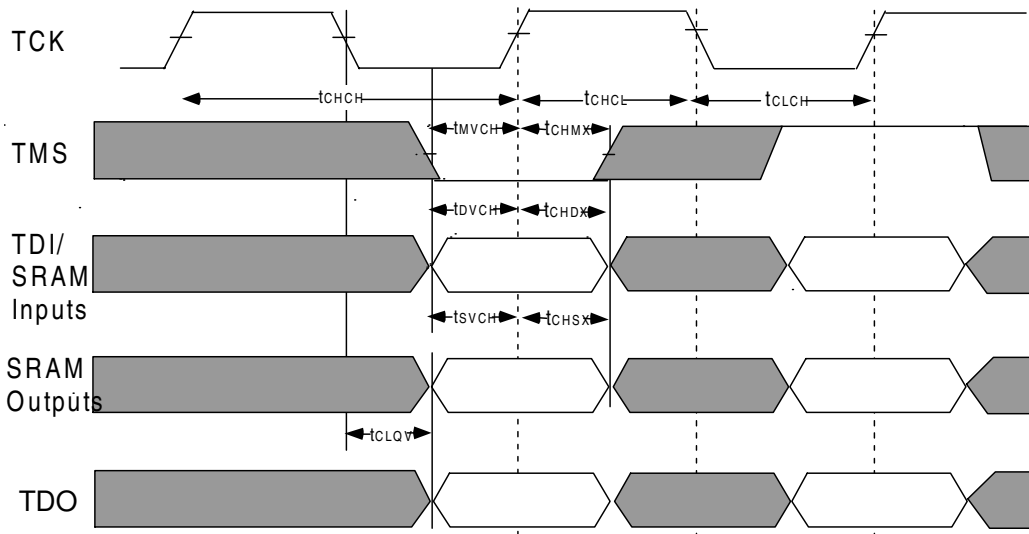 TCK
tCHCH
tCHCL
tCLCH
TMS
tMVCH
tCHMX
tDVCH
tCHDX
TDI/
SRAM
Inputs
tSVCH
tCHSX
SRAM
Outputs
tCLQV
TDO